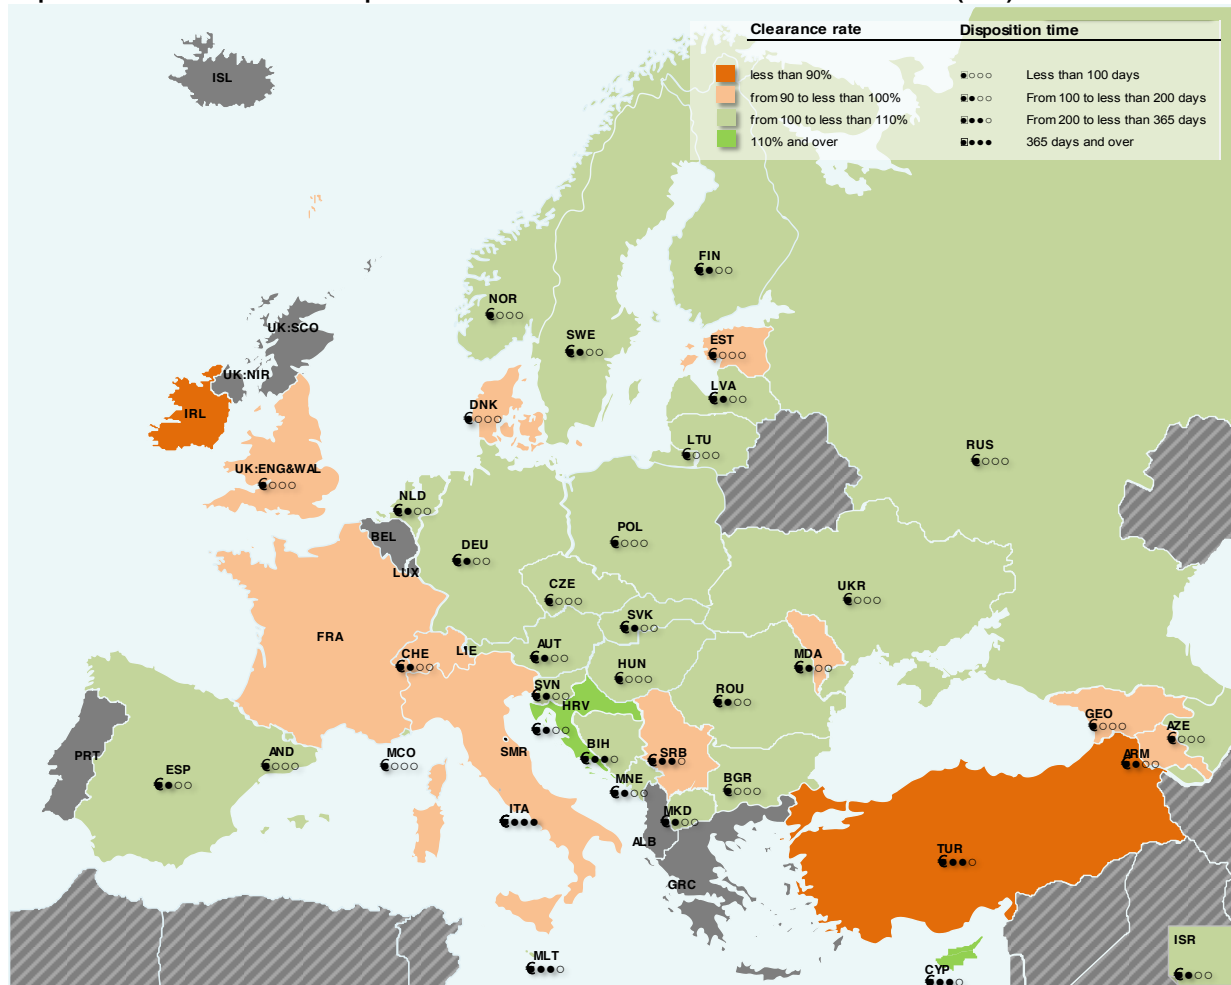 Clearance rate Disposition time
less than 90% Less than 100 days
from 90 to less than 100% From 100 to less than 200 days
from 100 to less than 110% From 200 to less than 365 days
110% and over 365 days and over
ISL
FIN
NOR
SWE
UK:SCO
EST
UK:NIR
LVA
DNK
IRL
LTU
RUS
UK:ENG&WAL
NLD
POL
BEL
DEU
LUX
CZE
UKR
SVK
FRA
AUT
CHE
LIE
MDA
HUN
SVN
ROU
HRV
GEO
AZE
BIH
PRT
AND
MCO
SMR
SRB
ARM
ESP
MNE
BGR
ITA
MKD
ALB
TUR
GRC
ISR
MLT
CYP